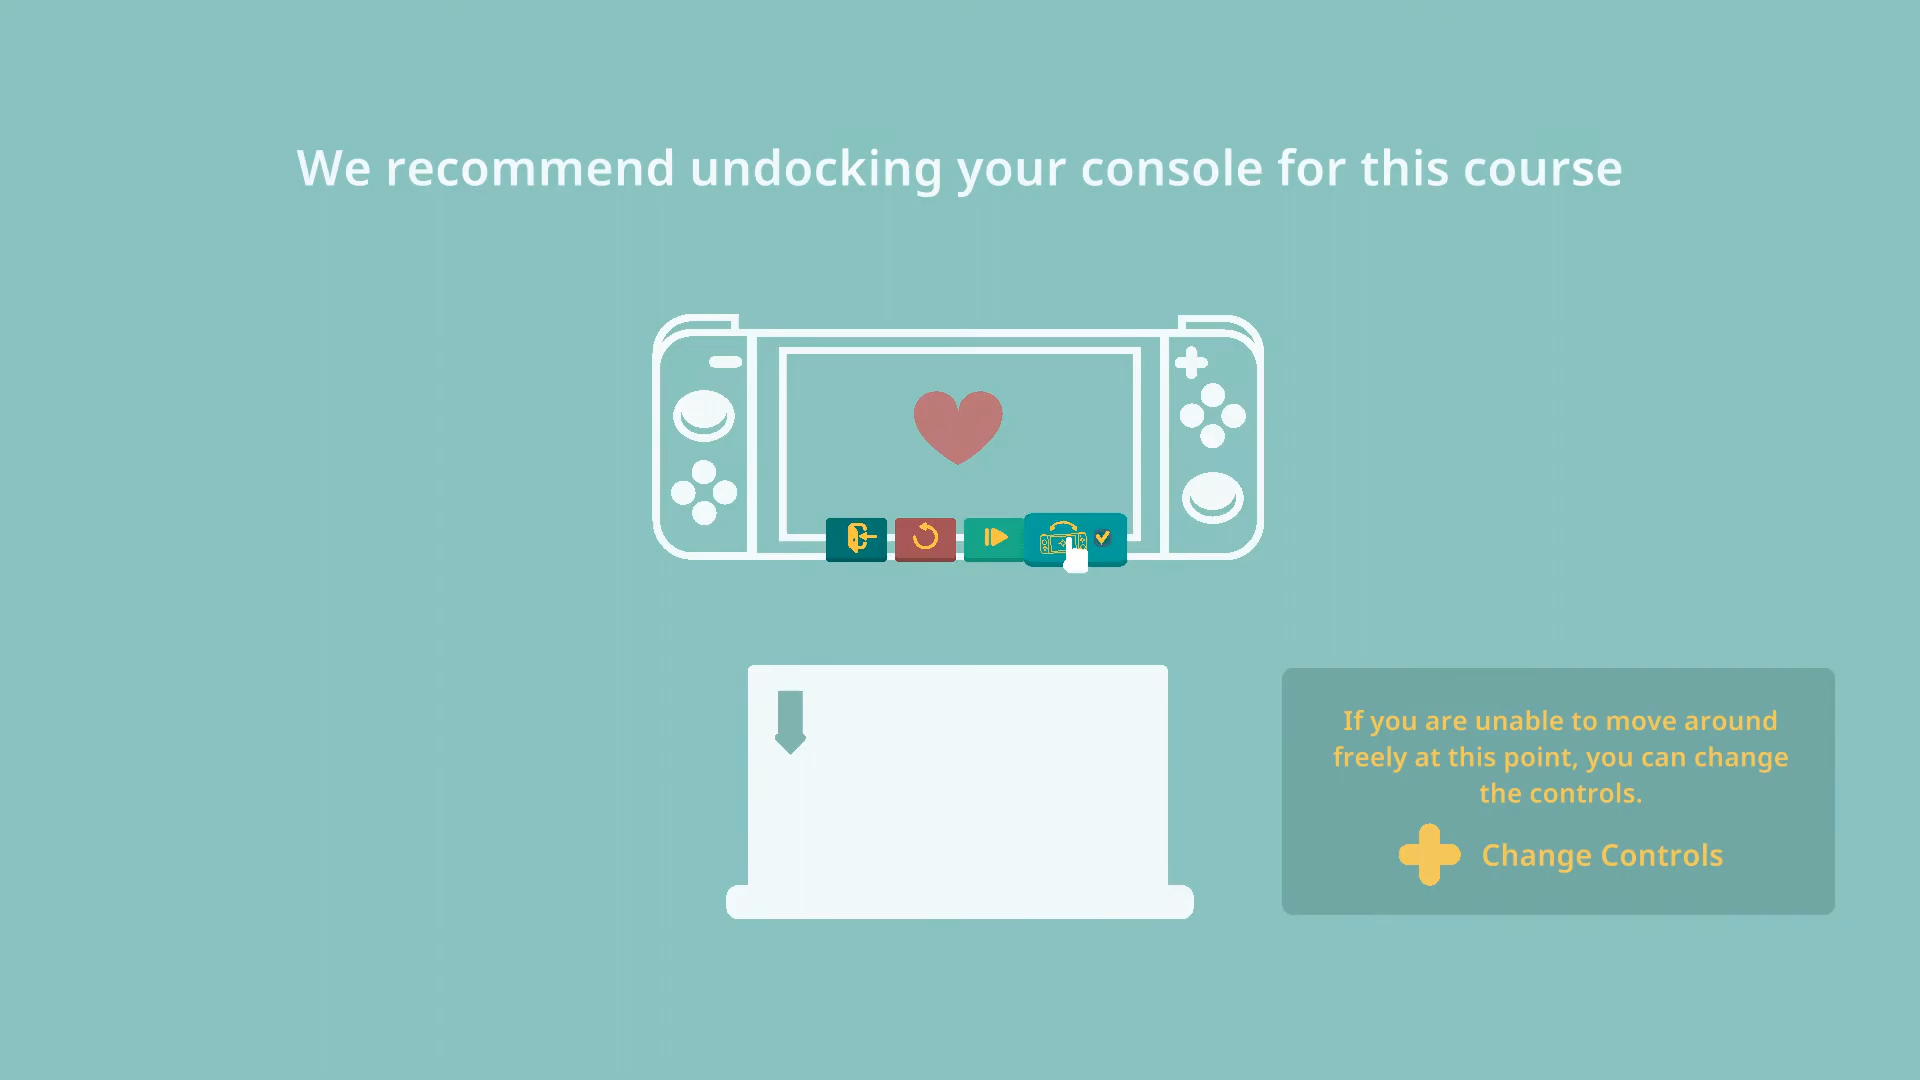 We recommend undocking your console for this course
If you are unable to move around
freely at this point, you can change
the controls.
Change Controls